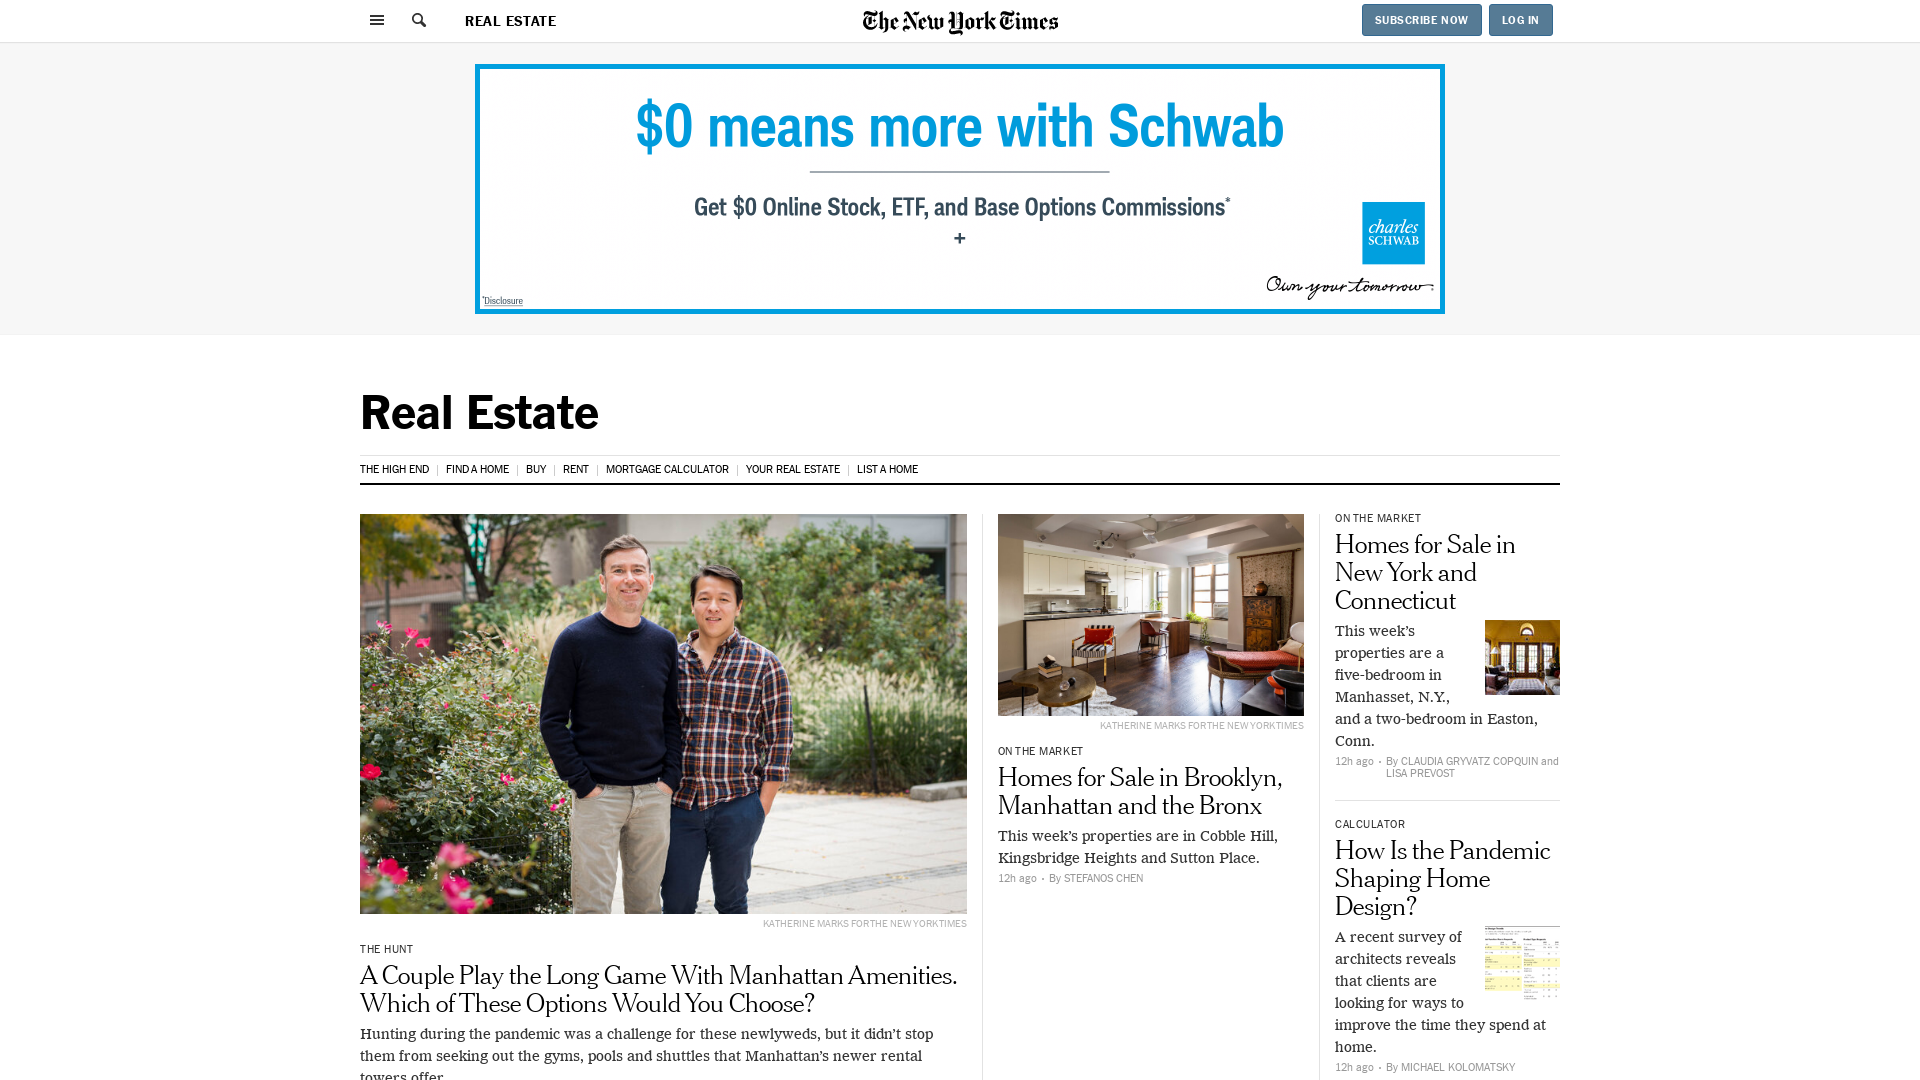 REAL ESTATE
The New York Times
SUBSCRIBE NOW
LOG IN
$0 means more with Schwab
Get $0 Online Stock, ETF, and Base Options Commissions*
+
charles
SCHWAB
Own your tomorrow
*Disclosure
Real Estate
THE HIGH END
FIND A HOME
BUY
RENT
MORTGAGE CALCULATOR
YOUR REAL ESTATE
LIST A HOME
KATHERINE MARKS FOR THE NEW YORK TIMES
THE HUNT
A Couple Play the Long Game With Manhattan Amenities.
Which of These Options Would You Choose?
Hunting during the pandemic was a challenge for these newlyweds, but it didn’t stop
them from seeking out the gyms, pools and shuttles that Manhattan’s newer rental
towers offer.
KATHERINE MARKS FOR THE NEW YORK TIMES
ON THE MARKET
Homes for Sale in Brooklyn,
Manhattan and the Bronx
This week’s properties are in Cobble Hill,
Kingsbridge Heights and Sutton Place.
12h ago • By STEFANOS CHEN
ON THE MARKET
Homes for Sale in
New York and
Connecticut
This week’s
properties are a
five-bedroom in
Manhasset, N.Y.,
and a two-bedroom in Easton,
Conn.
12h ago • By CLAUDIA GRYVATZ COPQUIN and
LISA PREVOST
CALCULATOR
How Is the Pandemic
Shaping Home
Design?
A recent survey of
architects reveals
that clients are
looking for ways to
improve the time they spend at
home.
12h ago • By MICHAEL KOLOMATSKY